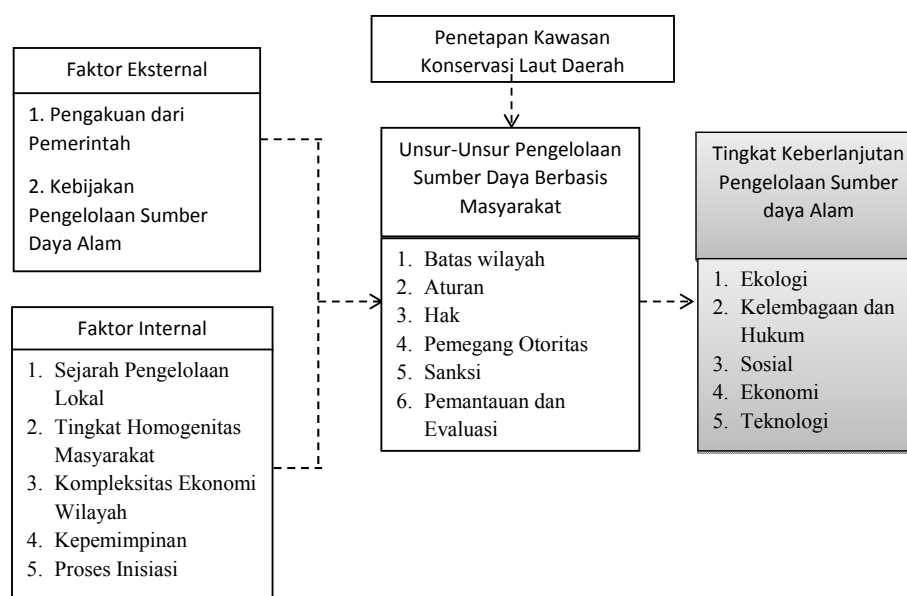 Penetapan Kawasan
Konservasi Laut Daerah
Faktor Eksternal
1. Pengakuan dari
Pemerintah
2. Kebijakan
Pengelolaan Sumber
Daya Alam
Faktor Internal
1. Sejarah Pengelolaan
Lokal
2. Tingkat Homogenitas
Masyarakat
3. Kompleksitas Ekonomi
Wilayah
4. Kepemimpinan
5. Proses Inisiasi
Unsur-Unsur Pengelolaan
Sumber Daya Berbasis
Masyarakat
1. Batas wilayah
2. Aturan
3. Hak
4. Pemegang Otoritas
5. Sanksi
6. Pemantauan dan
Evaluasi
Tingkat Keberlanjutan
Pengelolaan Sumber
daya Alam
1. Ekologi
2. Kelembagaan dan
Hukum
3. Sosial
4. Ekonomi
5. Teknologi